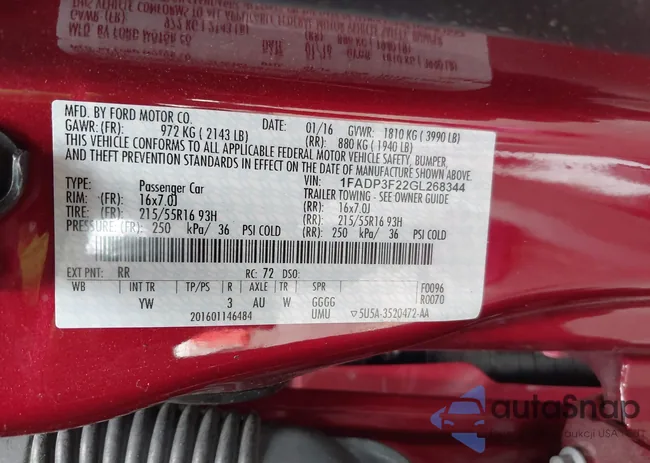 MFD. BY FORD MOTOR CO. DATE: 01/16 GVWR: 1810 KG ( 3990 LB)
GAWR:(FR): 972 KG ( 2143 LB) (RR): 880 KG ( 1940 LB)
THIS VEHICLE CONFORMS TO ALL APPLICABLE FEDERAL MOTOR VEHICLE SAFETY, BUMPER,
AND THEFT PREVENTION STANDARDS IN EFFECT ON THE DATE OF MANUFACTURE SHOWN ABOVE.
VIN: 1FADP3F22GL268344
TYPE: Passenger Car TRAILER TOWING - SEE OWNER GUIDE
RIM: (FR): 16x7.0J (RR): 16x7.0J
TIRE: (FR): 215/55R16 93H (RR): 215/55R16 93H
PRESSURE: (FR): 250 kPa/ 36 PSI COLD (RR): 250 kPa/ 36 PSI COLD
EXT PNT: RR RC: 72 DSO: F0096
WB INT TR TP/PS R AXLE TR SPR R0070
YW 3 AU W GGGG
201601146484 UMU ▽5U5A-3520472-AA
autaSnap
aukcji USA